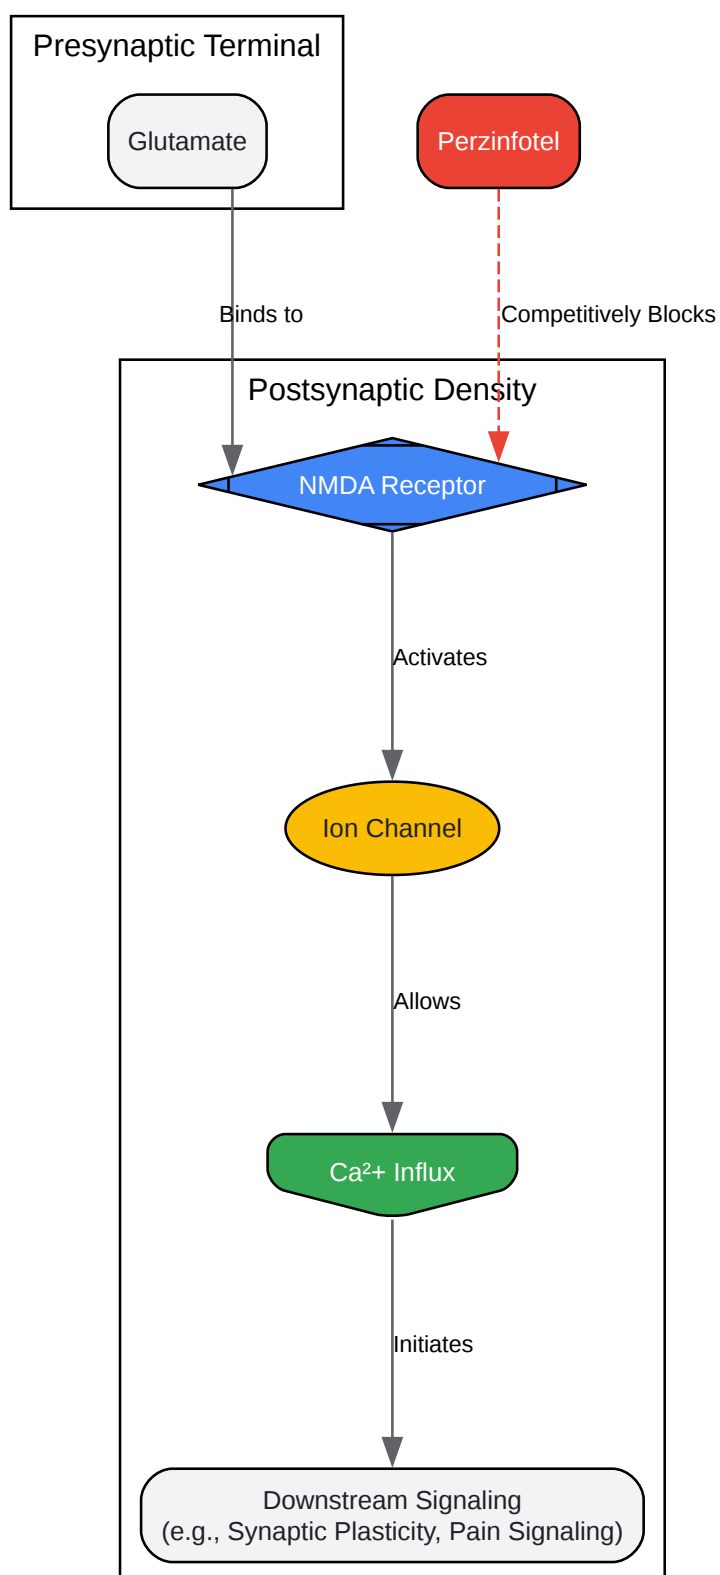 Presynaptic Terminal
Glutamate
Perzinfotel
Binds to
Competitively Blocks
Postsynaptic Density
NMDA Receptor
Activates
Ion Channel
Allows
Ca²+ Influx
Initiates
Downstream Signaling
(e.g., Synaptic Plasticity, Pain Signaling)